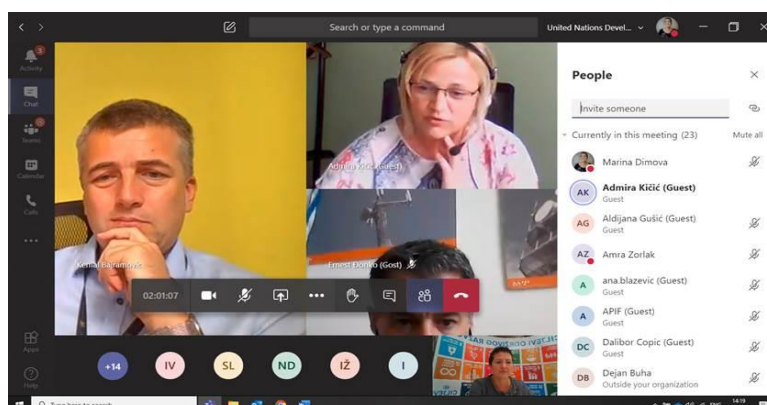 Search or type a command
United Nations Devel...
Activity
Chat
Teams
Calendar
Calls
Apps
Help
Kemal Bajramović
Admira Kičić (Guest)
Ernest Đonko (Gost)
02:01:07
+14
IV
SL
ND
IŽ
I
People
Invite someone
Currently in this meeting (23)
Mute all
Marina Dimova
AK
Admira Kičić (Guest)
Guest
AG
Aldijana Gušić (Guest)
Guest
AZ
Amra Zorlak
A
ana.blazevic (Guest)
Guest
A
APIF (Guest)
Guest
DC
Dalibor Copic (Guest)
Guest
DB
Dejan Buha
Outside your organization
Type here to search
ENG
14:19